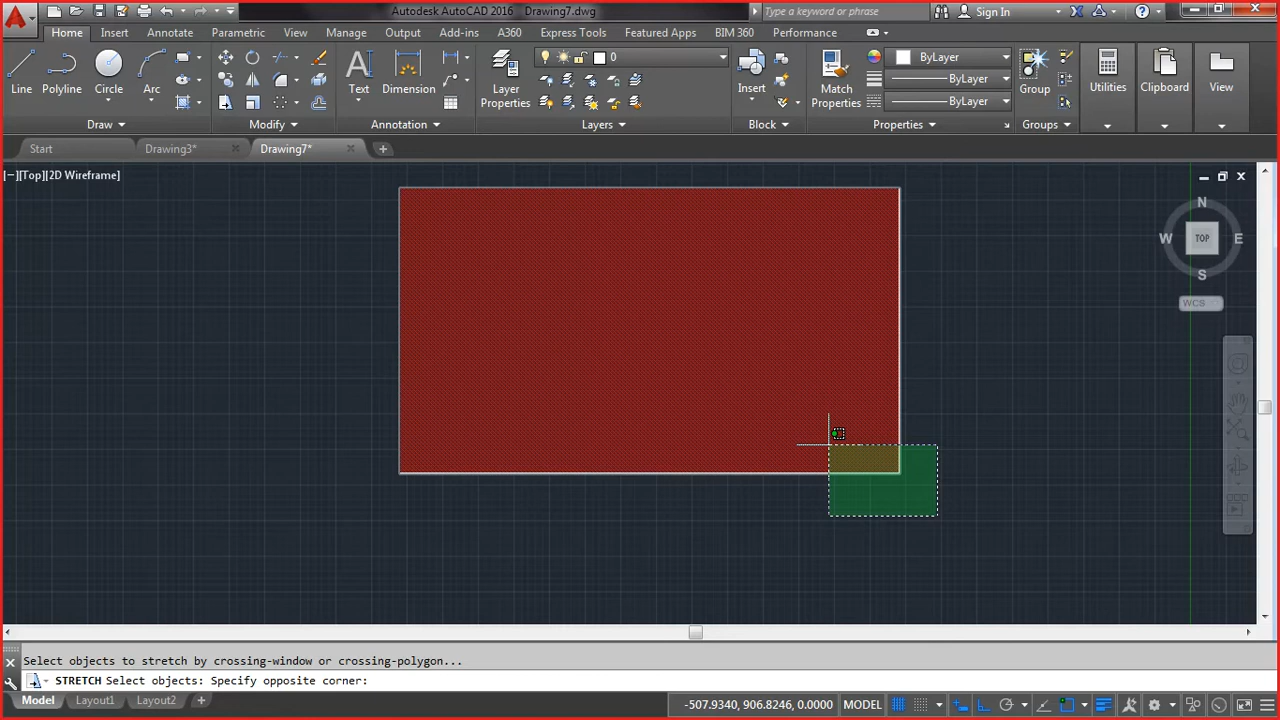 Autodesk AutoCAD 2016 Drawing7.dwg
Type a keyword or phrase
Sign In
Home Insert Annotate Parametric View Manage Output Add-ins A360 Express Tools Featured Apps BIM 360 Performance
0
ByLayer
ByLayer
ByLayer
Line Polyline Circle Arc Text Dimension Layer Properties Insert Match Properties Group Utilities Clipboard View
Draw Modify Annotation Layers Block Properties Groups
Start Drawing3* Drawing7*
[−][Top][2D Wireframe]
N
W TOP E
S
WCS
Select objects to stretch by crossing-window or crossing-polygon...
STRETCH Select objects: Specify opposite corner:
Model Layout1 Layout2
-507.9340, 906.8246, 0.0000 MODEL